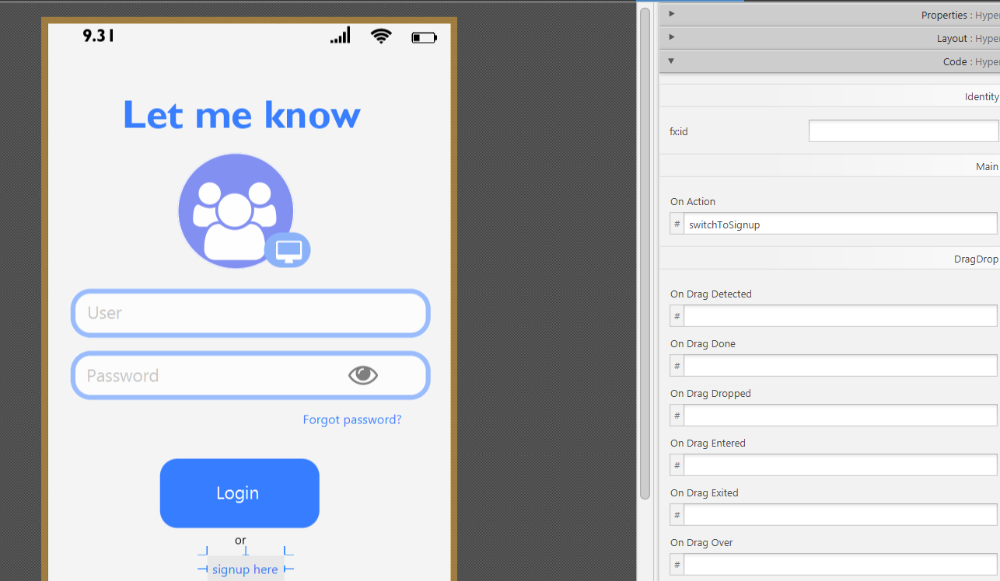 9.31
Let me know
User
Password
Forgot password?
Login
or
signup here
Properties : Hyper
Layout : Hyper
Code : Hyper
Identity
fx:id
Main
On Action
# switchToSignup
DragDrop
On Drag Detected
#
On Drag Done
#
On Drag Dropped
#
On Drag Entered
#
On Drag Exited
#
On Drag Over
#